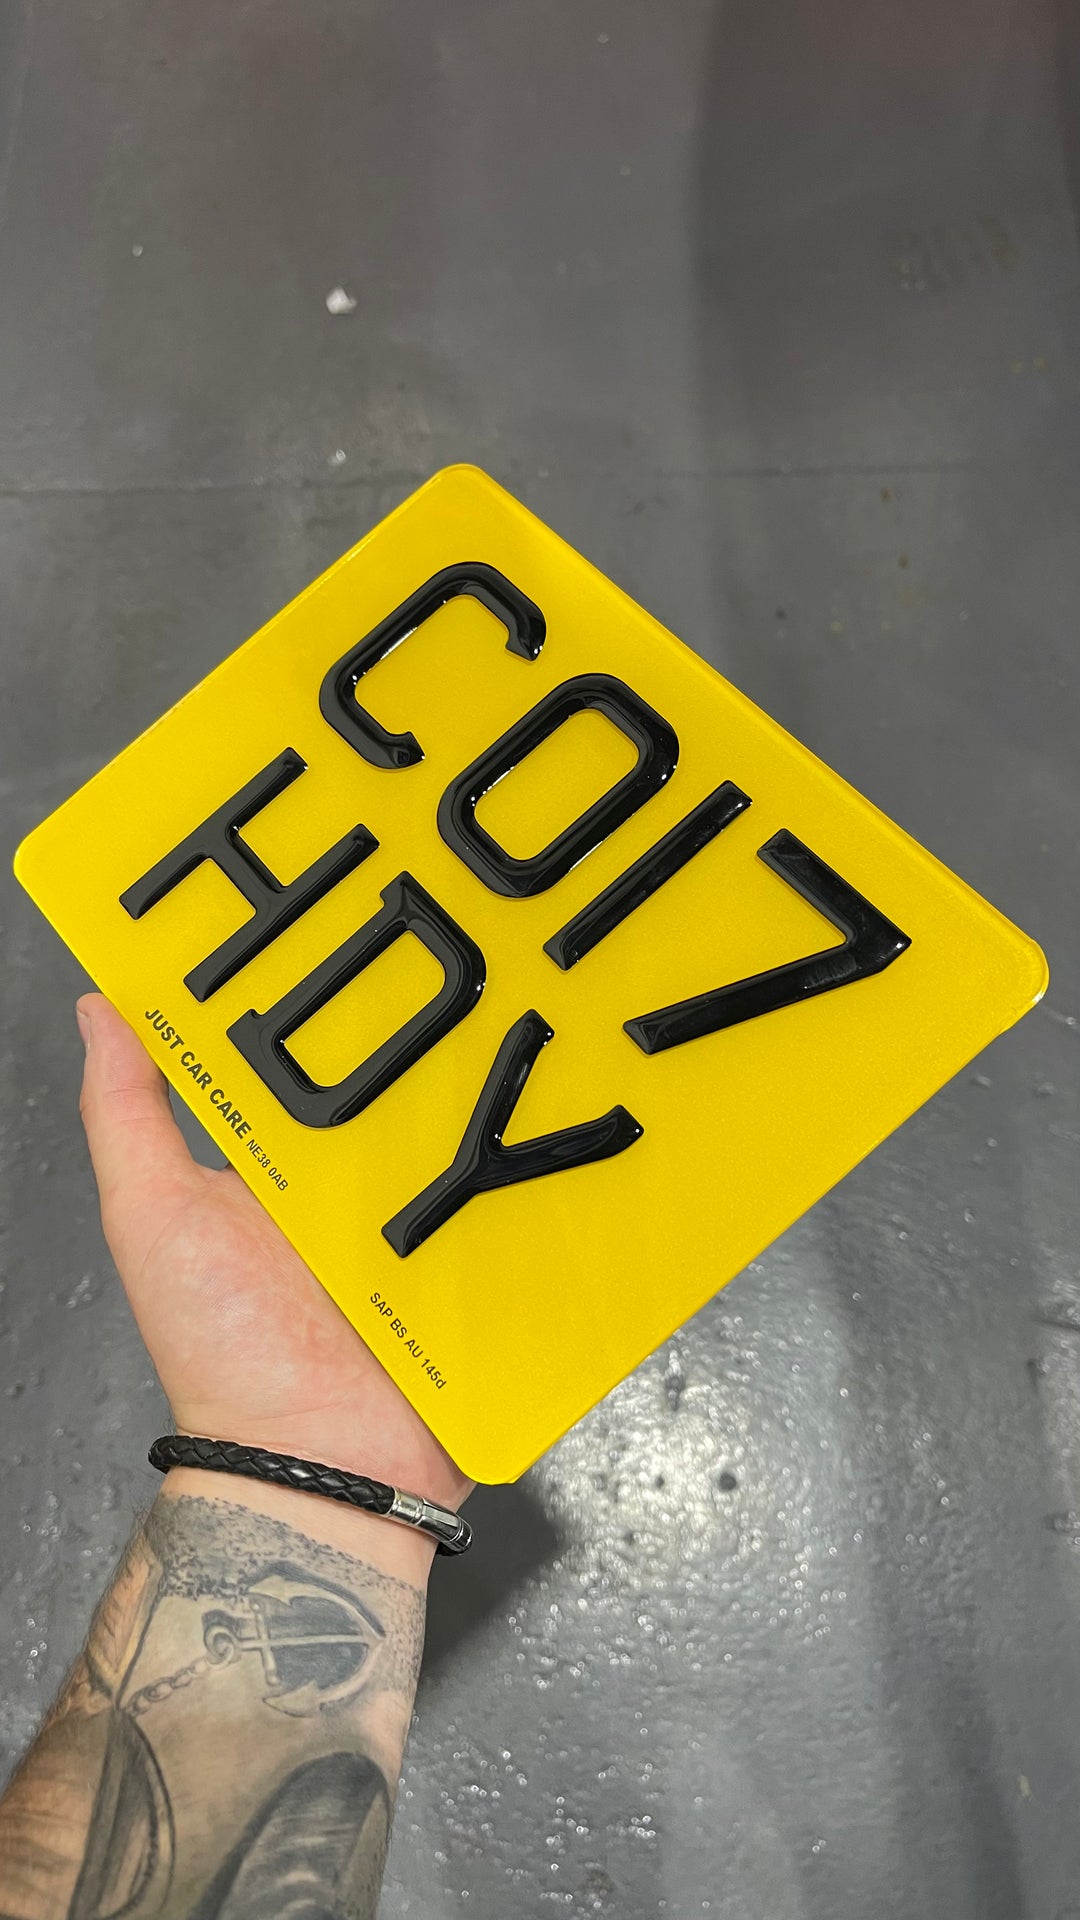 CO17
HDY
JUST CAR CARE NE38 0AB
SAP BS AU 145d